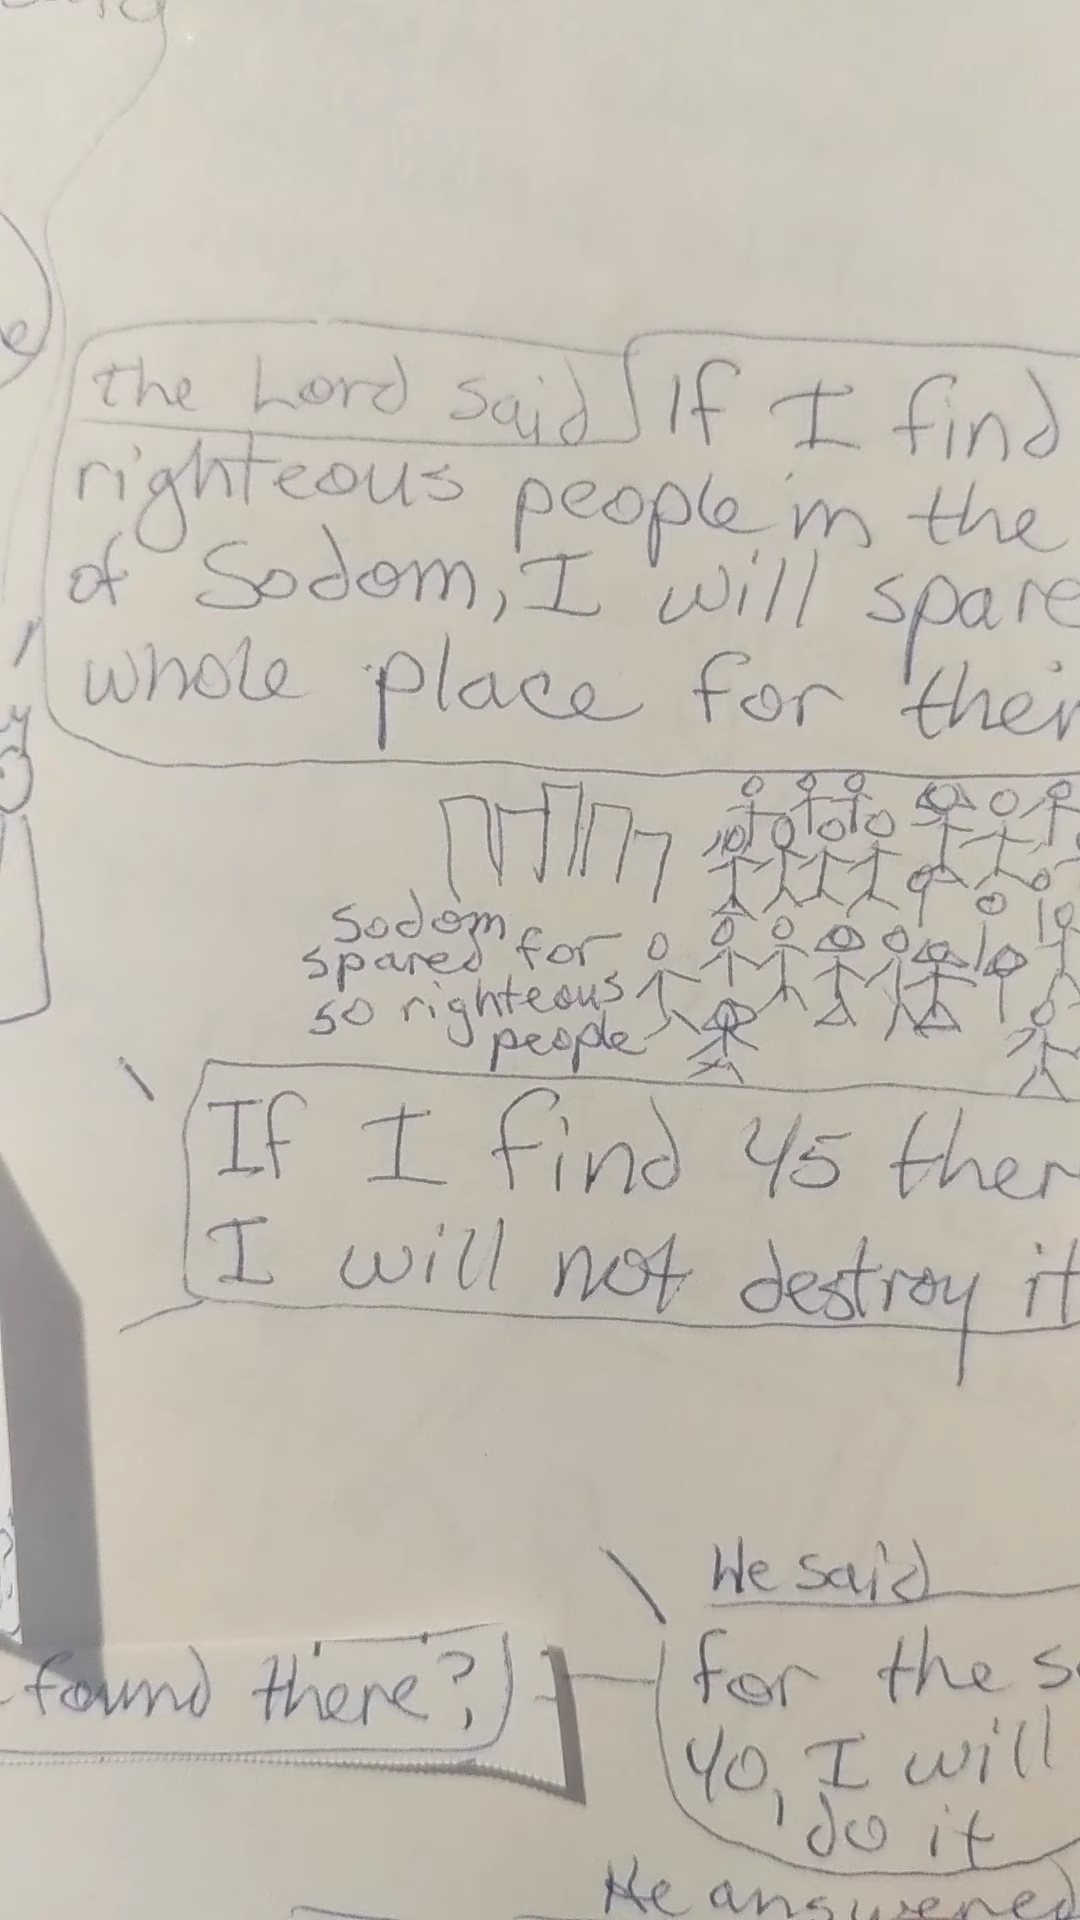 the Lord said If I find
righteous people in the
of Sodom, I will spare
whole place for their
Sodom
spared for
50 righteous
people
If I find 45 ther
I will not destroy it
found there?
He said
for the s
40, I will
do it
He answered